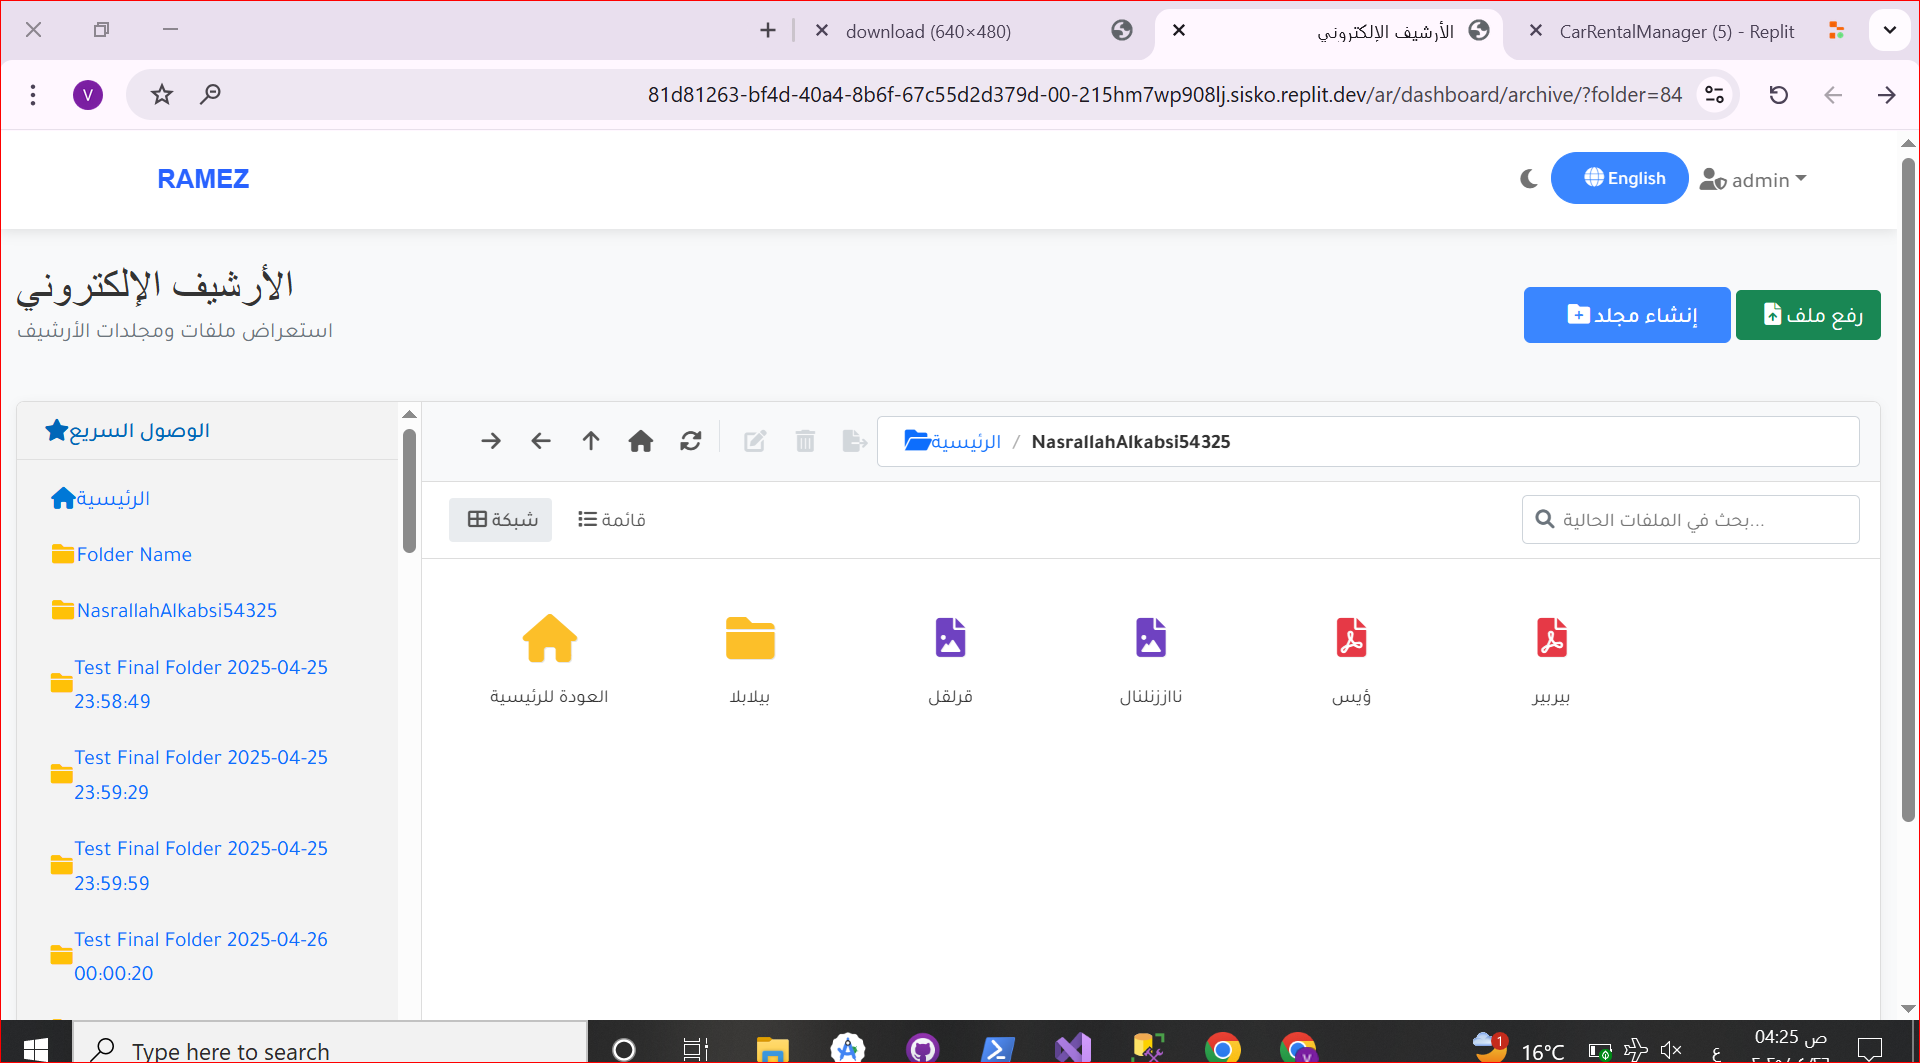 download (640×480)
الأرشيف الإلكتروني
CarRentalManager (5) - Replit
V
81d81263-bf4d-40a4-8b6f-67c55d2d379d-00-215hm7wp908lj.sisko.replit.dev/ar/dashboard/archive/?folder=84
RAMEZ
English
admin
الأرشيف الإلكتروني
استعراض ملفات ومجلدات الأرشيف
إنشاء مجلد
رفع ملف
الوصول السريع
الرئيسية
Folder Name
NasrallahAlkabsi54325
Test Final Folder 2025-04-25
23:58:49
Test Final Folder 2025-04-25
23:59:29
Test Final Folder 2025-04-25
23:59:59
Test Final Folder 2025-04-26
00:00:20
الرئيسية / NasrallahAlkabsi54325
شبكة
قائمة
بحث في الملفات الحالية...
العودة للرئيسية
بيلابلا
قرلقل
نااززنلنال
ؤيس
بيربير
Type here to search
1
16°C
ع
04:25 ص